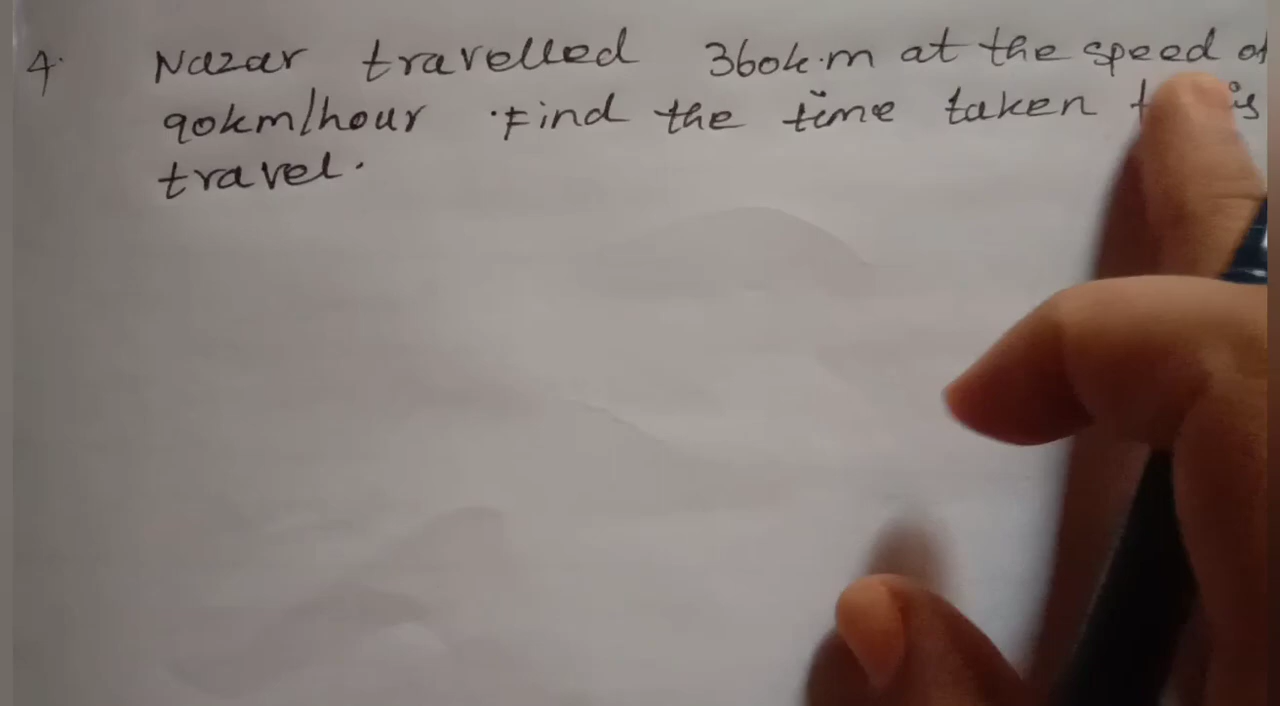 4. Nazar travelled 360k.m at the speed of
90km/hour. Find the time taken
travel.